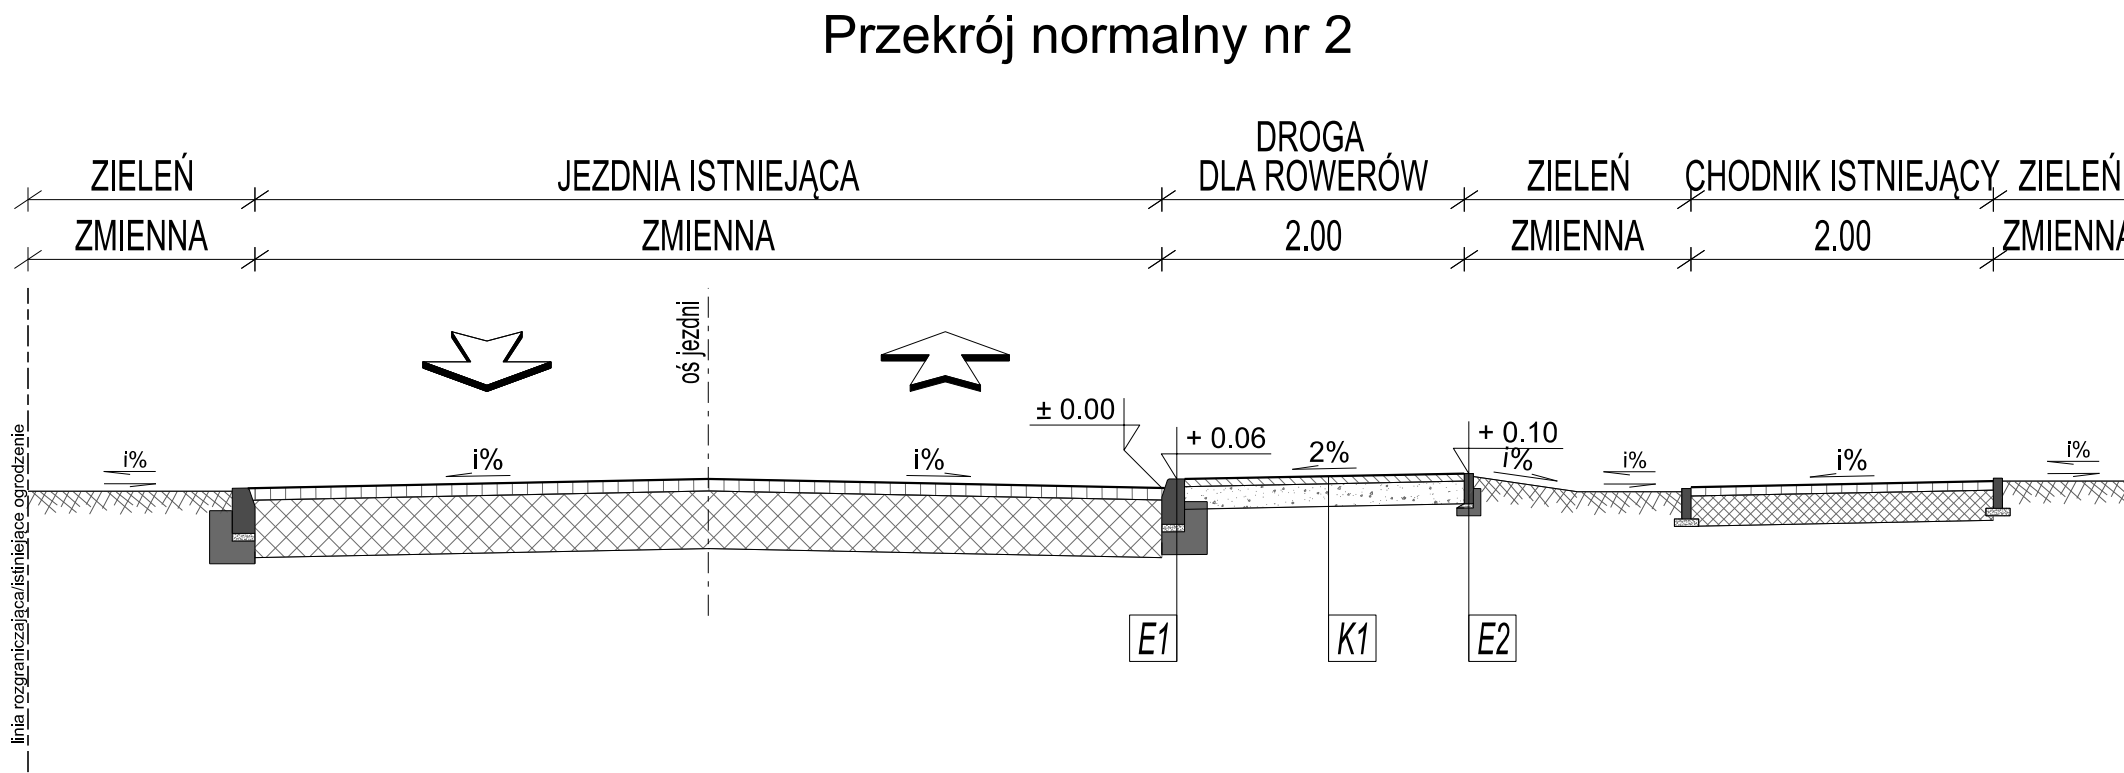 Przekrój normalny nr 2
DROGA
ZIELEŃ JEZDNIA ISTNIEJĄCA DLA ROWERÓW ZIELEŃ CHODNIK ISTNIEJĄCY ZIELEŃ
ZMIENNA ZMIENNA 2.00 ZMIENNA 2.00 ZMIENNA
oś jezdni
± 0.00
+ 0.06
+ 0.10
i% i% i% 2% i% i% i% i%
linia rozgraniczająca/istiniejące ogrodzenie
E1 K1 E2